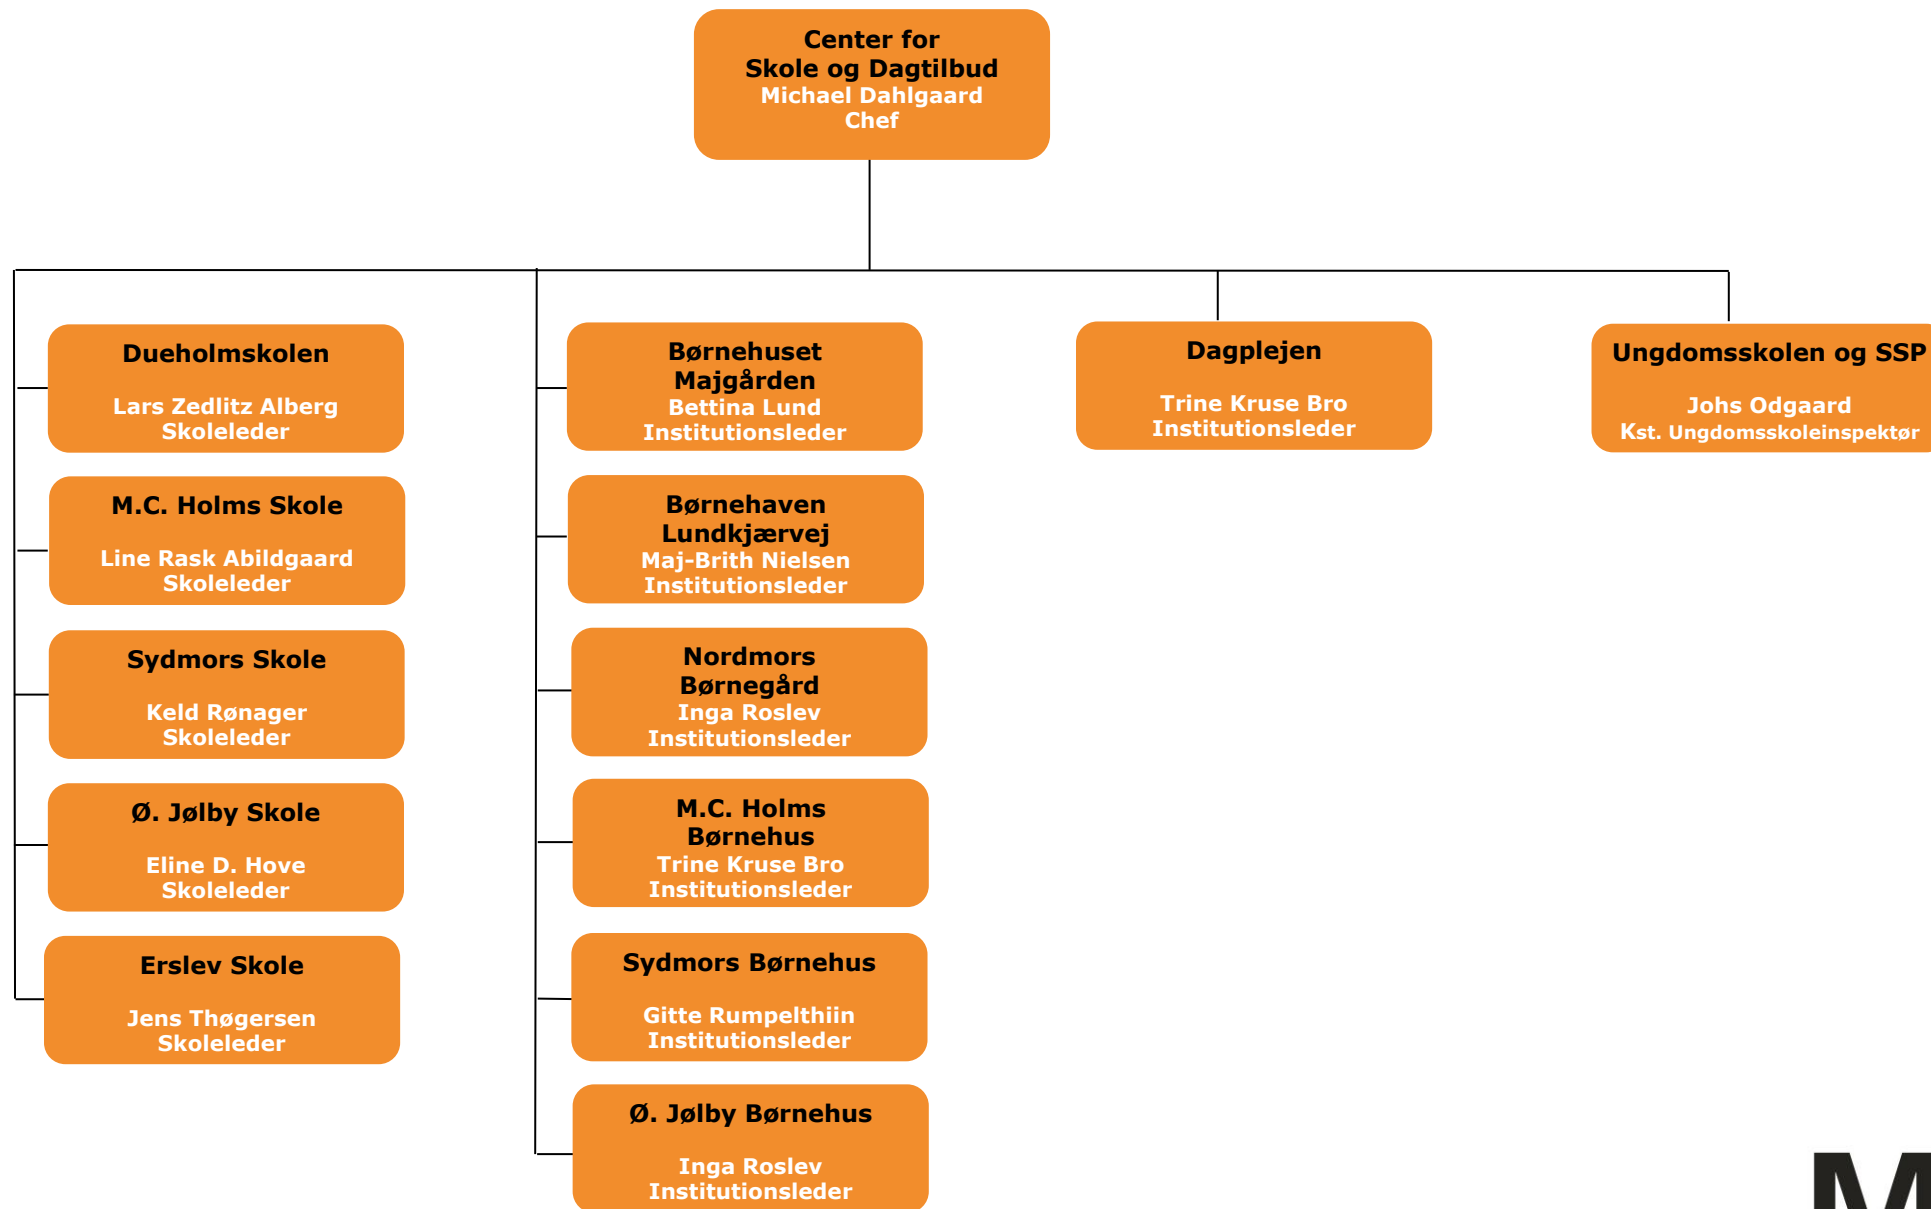 Center for
Skole og Dagtilbud
Michael Dahlgaard
Chef
Dueholmskolen
Lars Zedlitz Alberg
Skoleleder
M.C. Holms Skole
Line Rask Abildgaard
Skoleleder
Sydmors Skole
Keld Rønager
Skoleleder
Ø. Jølby Skole
Eline D. Hove
Skoleleder
Erslev Skole
Jens Thøgersen
Skoleleder
Børnehuset
Majgården
Bettina Lund
Institutionsleder
Børnehaven
Lundkjærvej
Maj-Brith Nielsen
Institutionsleder
Nordmors
Børnegård
Inga Roslev
Institutionsleder
M.C. Holms
Børnehus
Trine Kruse Bro
Institutionsleder
Sydmors Børnehus
Gitte Rumpelthiin
Institutionsleder
Ø. Jølby Børnehus
Inga Roslev
Institutionsleder
Dagplejen
Trine Kruse Bro
Institutionsleder
Ungdomsskolen og SSP
Johs Odgaard
Kst. Ungdomsskoleinspektør
M